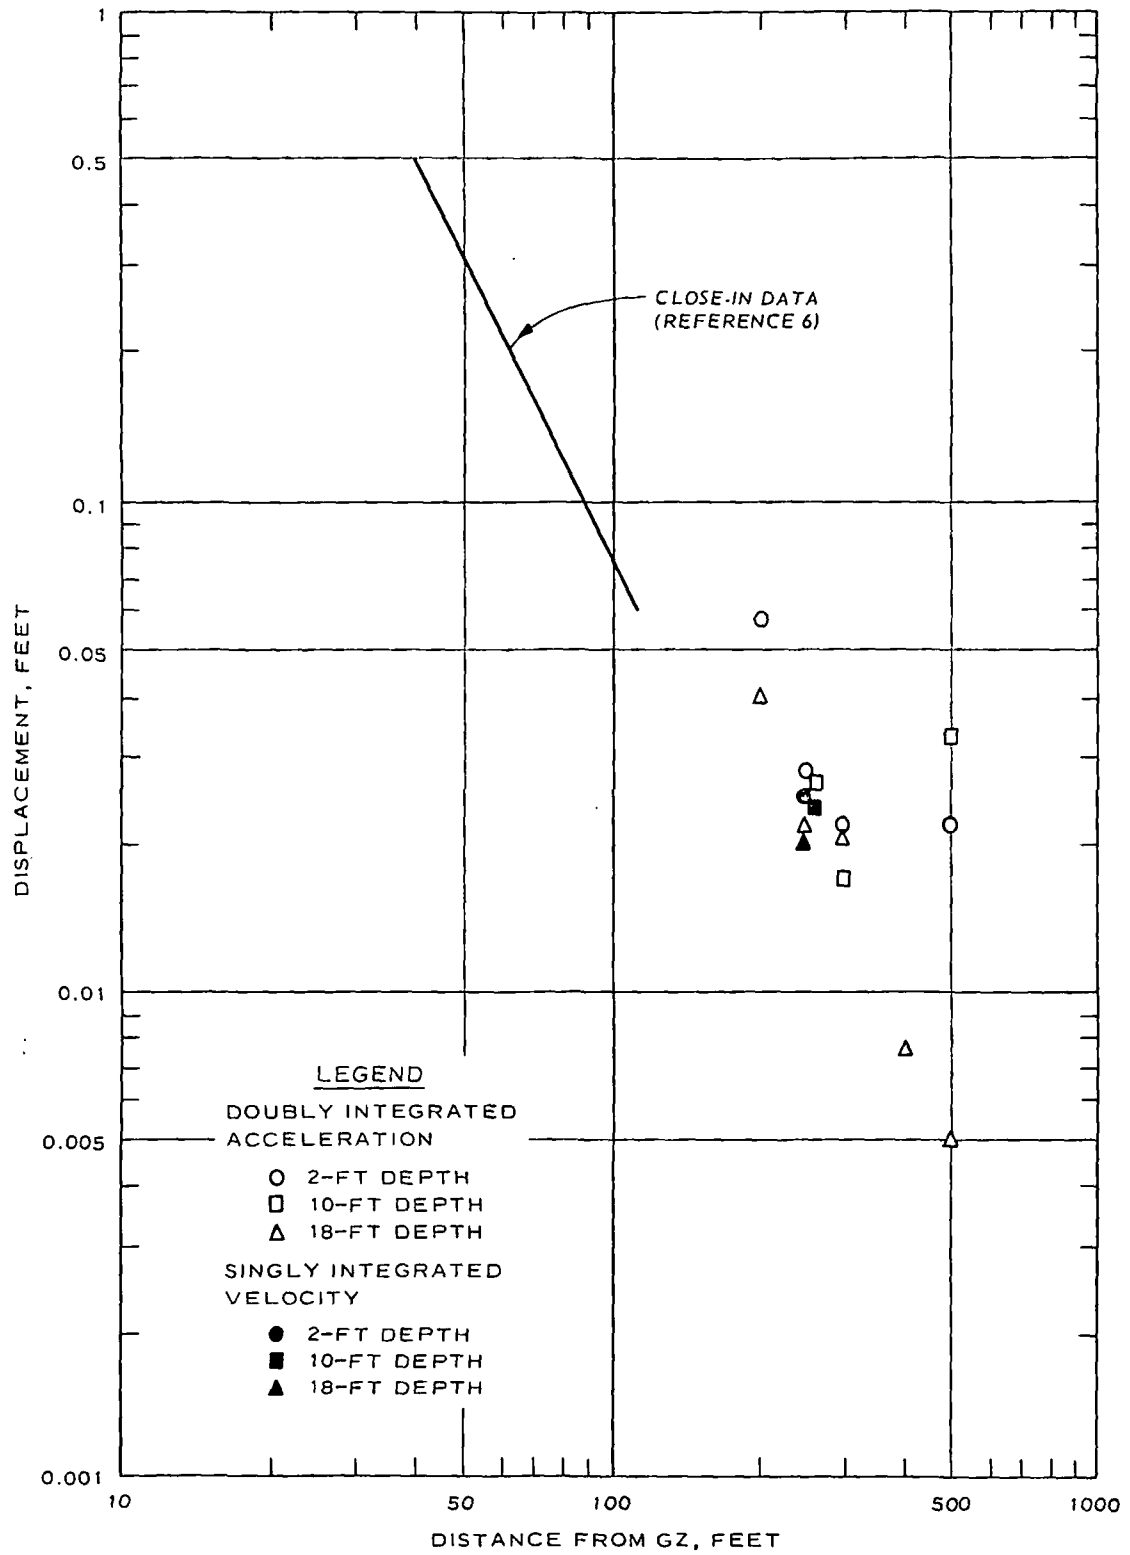 1
0.5
CLOSE-IN DATA
(REFERENCE 6)
0.1
0.05
0.01
0.005
0.001
DISPLACEMENT, FEET
LEGEND
DOUBLY INTEGRATED
ACCELERATION
2-FT DEPTH
10-FT DEPTH
18-FT DEPTH
SINGLY INTEGRATED
VELOCITY
2-FT DEPTH
10-FT DEPTH
18-FT DEPTH
10 50 100 500 1000
DISTANCE FROM GZ, FEET